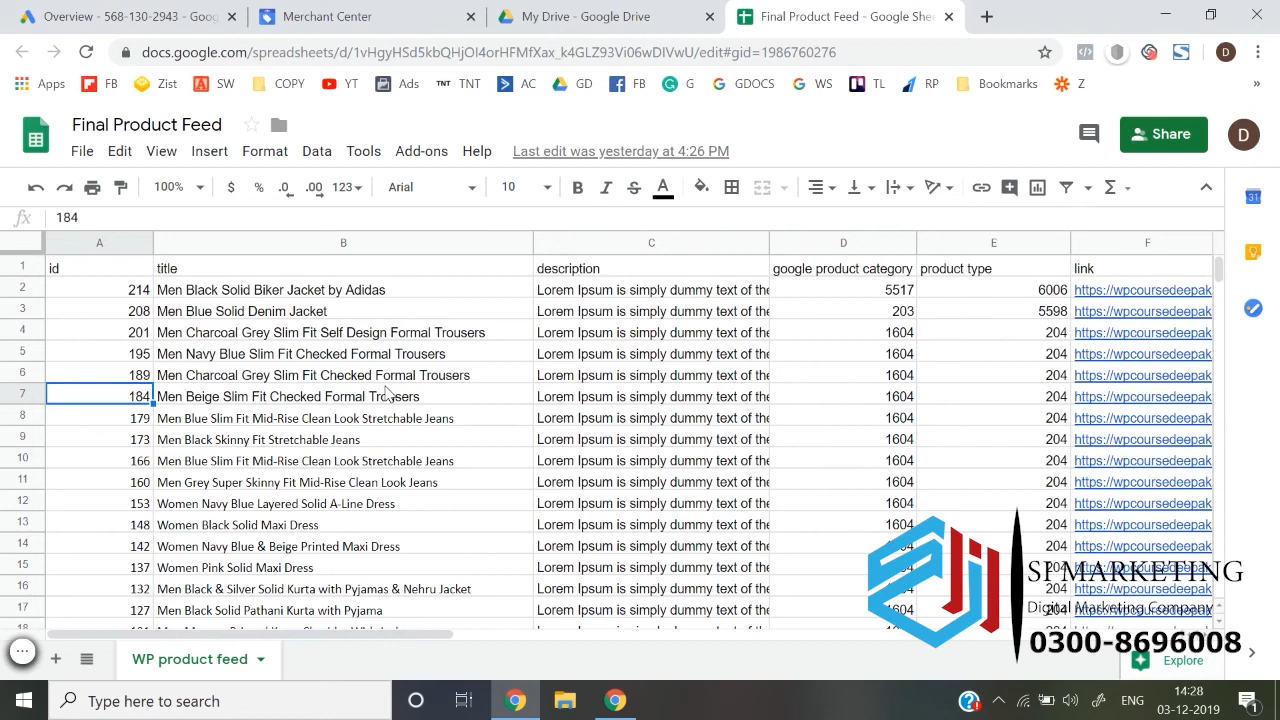 overview - 568-130-2943 - Goog
Merchant Center
My Drive - Google Drive
Final Product Feed - Google Shee
docs.google.com/spreadsheets/d/1vHgyHSd5kbQHjOI4orHFMfXax_k4GLZ93Vi06wDIVwU/edit#gid=1986760276
D
Apps FB Zist SW COPY YT Ads TNT TNT AC GD FB G GDOCS WS TL RP Bookmarks Z
Final Product Feed
Share
D
File Edit View Insert Format Data Tools Add-ons Help Last edit was yesterday at 4:26 PM
100% $ % .0 .00 123 Arial 10 B I S A
fx 184
31
A B C D E F
1 id title description google product category product type link
2 214 Men Black Solid Biker Jacket by Adidas Lorem Ipsum is simply dummy text of the 5517 6006 https://wpcoursedeepak
3 208 Men Blue Solid Denim Jacket Lorem Ipsum is simply dummy text of the 203 5598 https://wpcoursedeepak
4 201 Men Charcoal Grey Slim Fit Self Design Formal Trousers Lorem Ipsum is simply dummy text of the 1604 204 https://wpcoursedeepak
5 195 Men Navy Blue Slim Fit Checked Formal Trousers Lorem Ipsum is simply dummy text of the 1604 204 https://wpcoursedeepak
6 189 Men Charcoal Grey Slim Fit Checked Formal Trousers Lorem Ipsum is simply dummy text of the 1604 204 https://wpcoursedeepak
7 184 Men Beige Slim Fit Checked Formal Trousers Lorem Ipsum is simply dummy text of the 1604 204 https://wpcoursedeepak
8 179 Men Blue Slim Fit Mid-Rise Clean Look Stretchable Jeans Lorem Ipsum is simply dummy text of the 1604 204 https://wpcoursedeepak
9 173 Men Black Skinny Fit Stretchable Jeans Lorem Ipsum is simply dummy text of the 1604 204 https://wpcoursedeepak
10 166 Men Blue Slim Fit Mid-Rise Clean Look Stretchable Jeans Lorem Ipsum is simply dummy text of the 1604 204 https://wpcoursedeepak
11 160 Men Grey Super Skinny Fit Mid-Rise Clean Look Jeans Lorem Ipsum is simply dummy text of the 1604 204 https://wpcoursedeepak
12 153 Women Navy Blue Layered Solid A-Line Dress Lorem Ipsum is simply dummy text of the 1604 204 https://wpcoursedeepak
13 148 Women Black Solid Maxi Dress Lorem Ipsum is simply dummy text of the 1604 204 https://wpcoursedeepak
14 142 Women Navy Blue & Beige Printed Maxi Dress Lorem Ipsum is simply dummy text of the 1604 204 https://wpcoursedeepak
15 137 Women Pink Solid Maxi Dress Lorem Ipsum is simply dummy text of the
16 132 Men Black & Silver Solid Kurta with Pyjamas & Nehru Jacket Lorem Ipsum is simply dummy text of the https://wpcoursedeepak
17 127 Men Black Solid Pathani Kurta with Pyjama Lorem Ipsum is simply dummy text of the 204
18
SP MARKETING
Digital Marketing Company
0300-8696008
WP product feed
Explore
Type here to search
ENG
14:28
03-12-2019
1